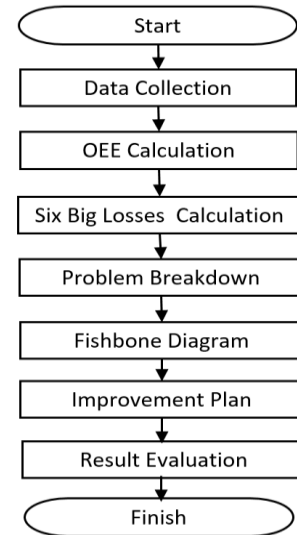 Start
Data Collection
OEE Calculation
Six Big Losses  Calculation
Problem Breakdown
Fishbone Diagram
Improvement Plan
Result Evaluation
Finish